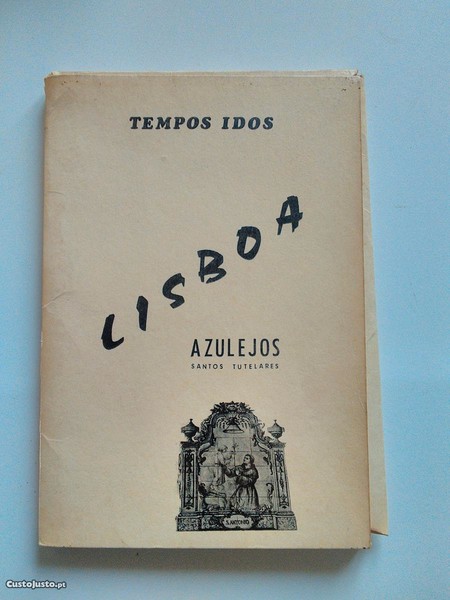 TEMPOS IDOS
LISBOA
AZULEJOS
SANTOS TUTELARES
S. ANTONIO
CustoJusto.pt